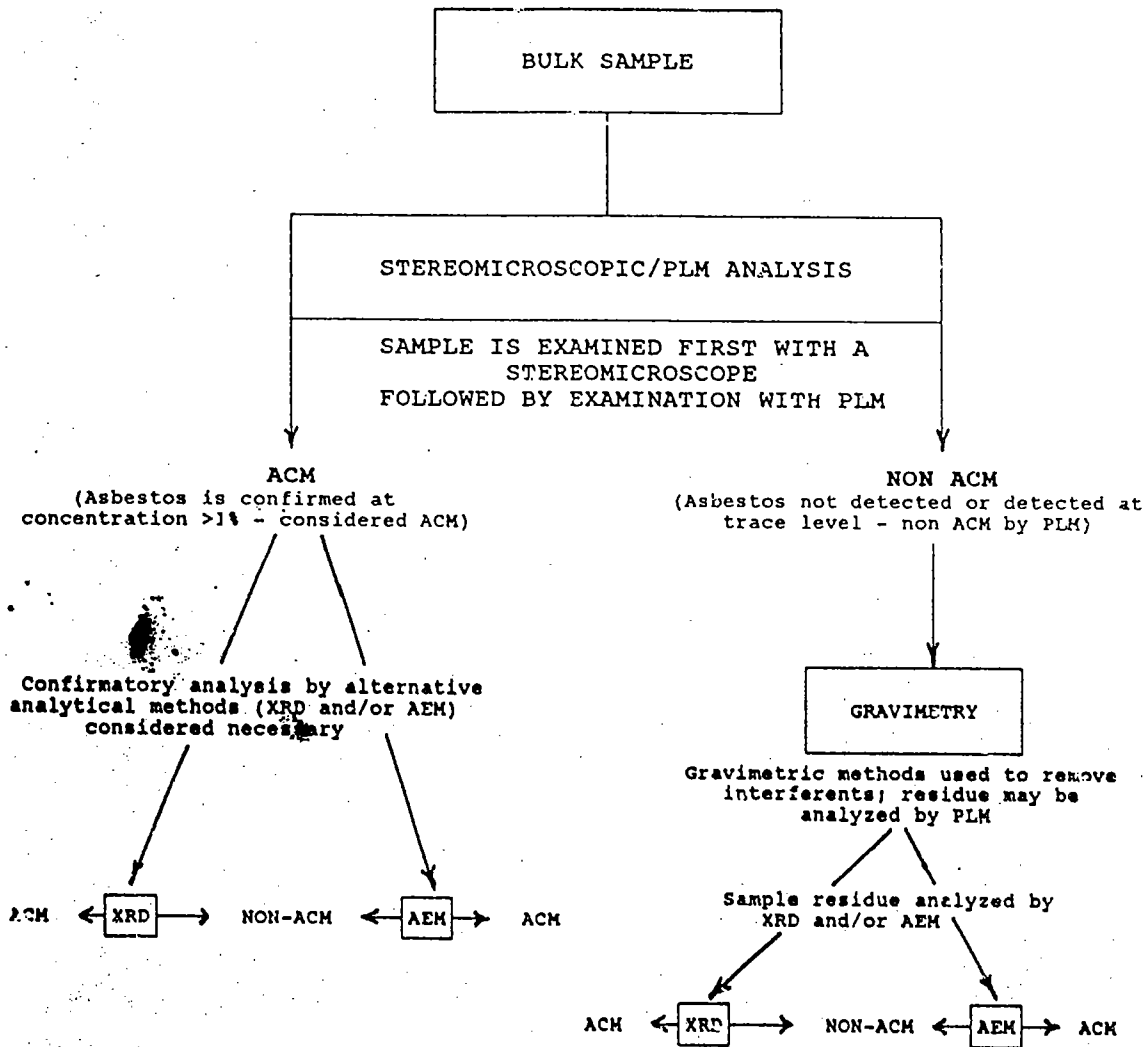 BULK SAMPLE
STEREOMICROSCOPIC/PLM ANALYSIS
SAMPLE IS EXAMINED FIRST WITH A
STEREOMICROSCOPE
FOLLOWED BY EXAMINATION WITH PLM
ACM
(Asbestos is confirmed at
concentration >1% - considered ACM)
NON ACM
(Asbestos not detected or detected at
trace level - non ACM by PLM)
Confirmatory analysis by alternative
analytical methods (XRD and/or AEM)
considered necessary
GRAVIMETRY
Gravimetric methods used to remove
interferents; residue may be
analyzed by PLM
ACM XRD NON-ACM AEM ACM
Sample residue analyzed by
XRD and/or AEM
ACM XRD NON-ACM AEM ACM